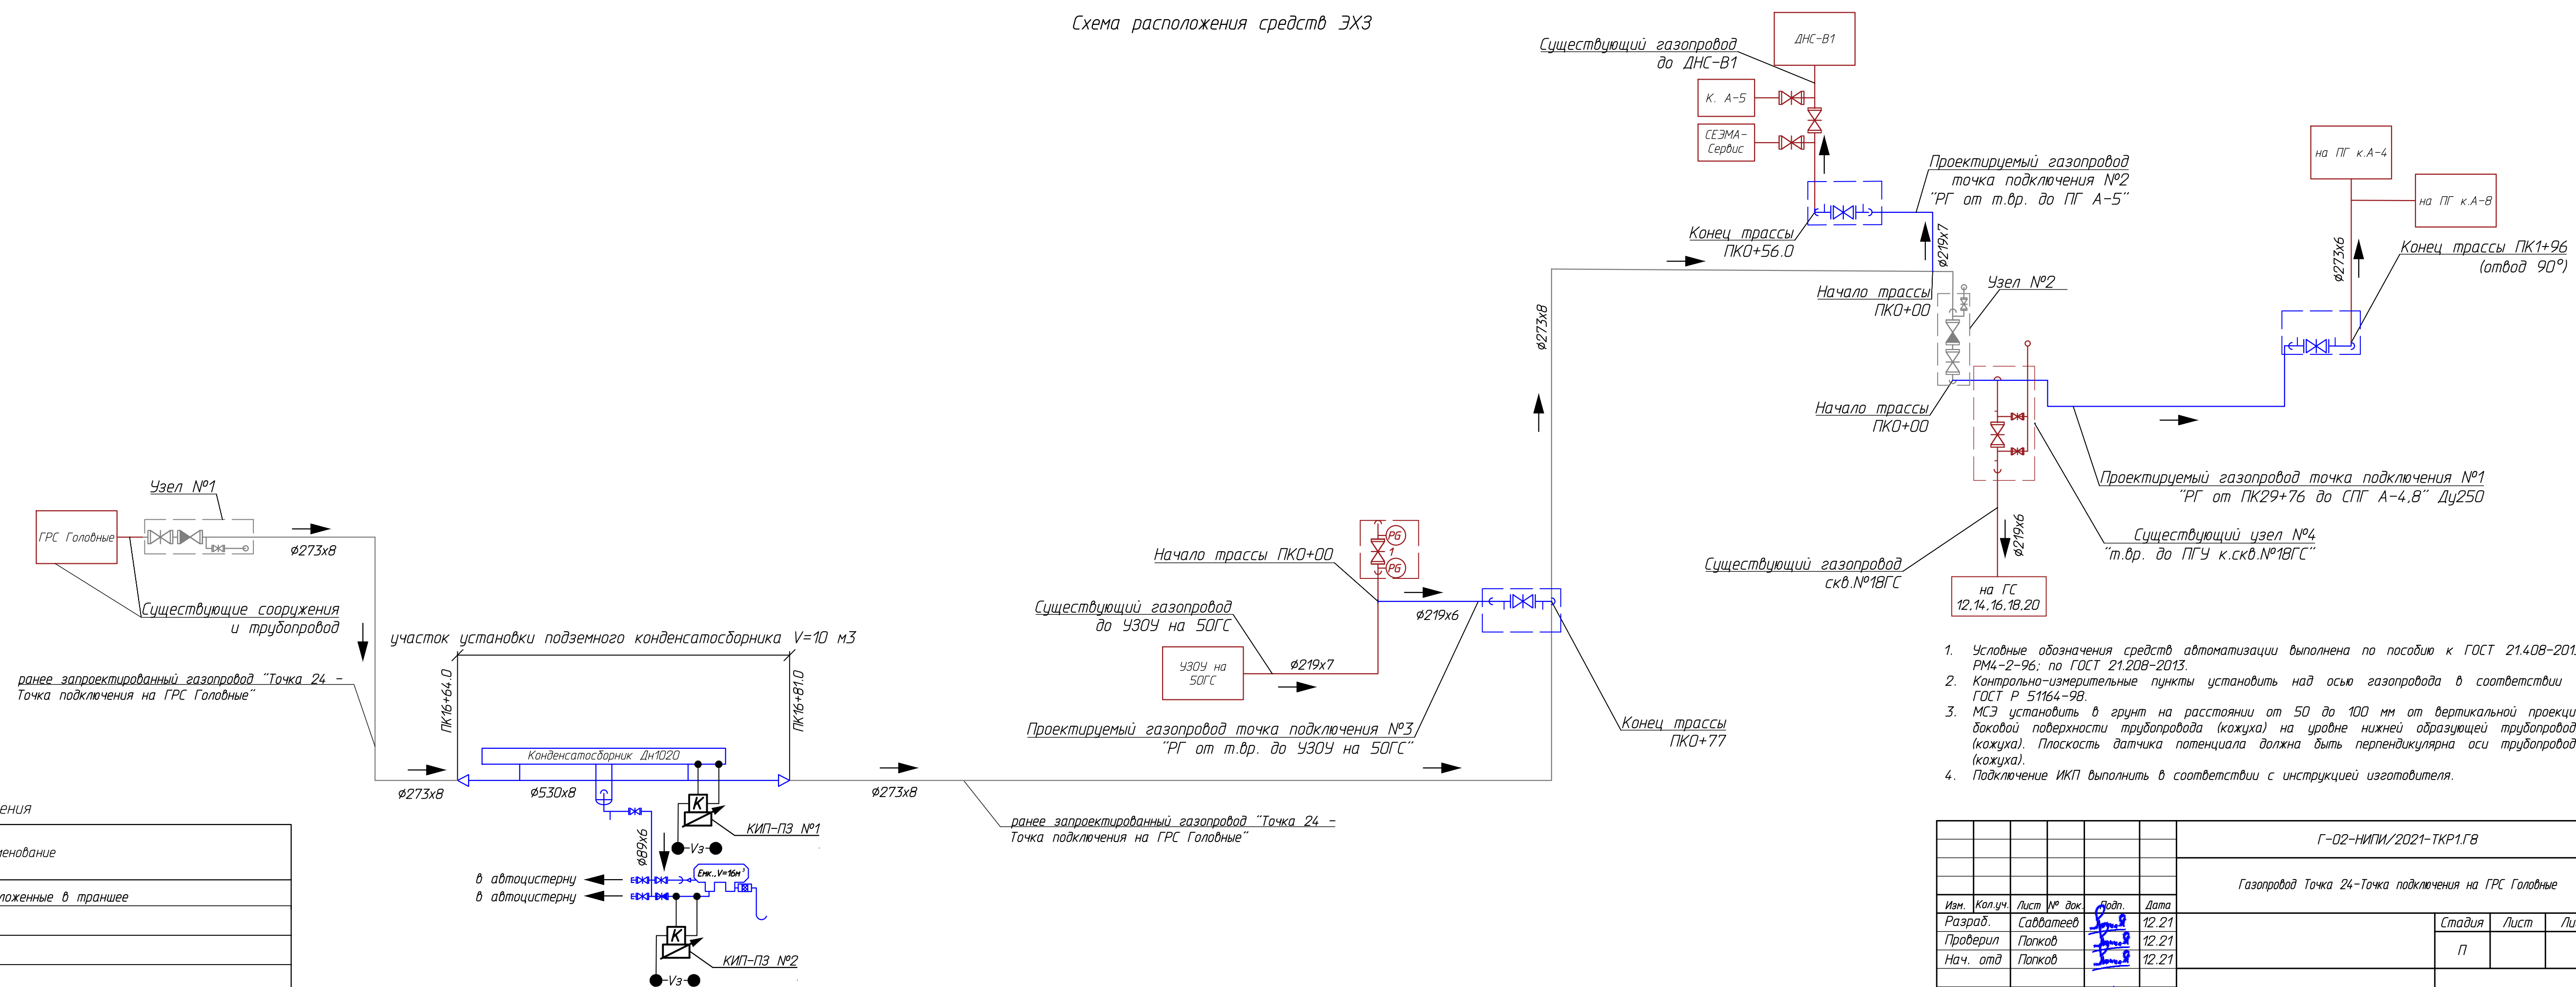 Схема расположения средств ЭХЗ
ДНС-В1
Существующий газопровод
до ДНС-В1
К. А-5
СЕЗМА-
Сервис
Проектируемый газопровод
точка подключения №2
"РГ от т.вр. до ПГ А-5"
на ПГ к.А-4
на ПГ к.А-8
Конец трассы
ПК0+56.0
ø219х7
ø273х6
Конец трассы ПК1+96
(отвод 90°)
Начало трассы
ПК0+00
Узел №2
ø273х8
Начало трассы
ПК0+00
Проектируемый газопровод точка подключения №1
"РГ от ПК29+76 до СПГ А-4,8" Ду250
Существующий узел №4
"т.вр. до ПГУ к.скв.№18ГС"
ø219х6
Существующий газопровод
скв.№18ГС
на ГС
12,14,16,18,20
Узел №1
ГРС Головные
ø273х8
Существующие сооружения
и трубопровод
PG
1
PG
Начало трассы ПК0+00
Существующий газопровод
до УЗОУ на 50ГС
ø219х6
УЗОУ на
50ГС
ø219х7
Проектируемый газопровод точка подключения №3
"РГ от т.вр. до УЗОУ на 50ГС"
Конец трассы
ПК0+77
участок установки подземного конденсатосборника V=10 м3
ранее запроектированный газопровод "Точка 24 -
Точка подключения на ГРС Головные"
ПК16+64.0
ПК16+81.0
Конденсатосборник Дн1020
ø273х8
ø530х8
ø273х8
ранее запроектированный газопровод "Точка 24 -
Точка подключения на ГРС Головные"
К
КИП-ПЗ №1
Vз
ø89х6
Емк.,V=16м³
в автоцистерну
в автоцистерну
К
КИП-ПЗ №2
Vз
ения
менование
ложенные в траншее
1. Условные обозначения средств автоматизации выполнена по пособию к ГОСТ 21.408-201
РМ4-2-96; по ГОСТ 21.208-2013.
2. Контрольно-измерительные пункты установить над осью газопровода в соответствии
ГОСТ Р 51164-98.
3. МСЭ установить в грунт на расстоянии от 50 до 100 мм от вертикальной проекци
боковой поверхности трубопровода (кожуха) на уровне нижней образующей трубопровод
(кожуха). Плоскость датчика потенциала должна быть перпендикулярна оси трубопровод
(кожуха).
4. Подключение ИКП выполнить в соответствии с инструкцией изготовителя.
Г-02-НИПИ/2021-ТКР1.Г8
Газопровод Точка 24-Точка подключения на ГРС Головные
Изм. Кол.уч. Лист № док. Подп. Дата
Разраб. Савватеев 12.21
Проверил Попков 12.21
Нач. отд Попков 12.21
Стадия Лист Ли
П